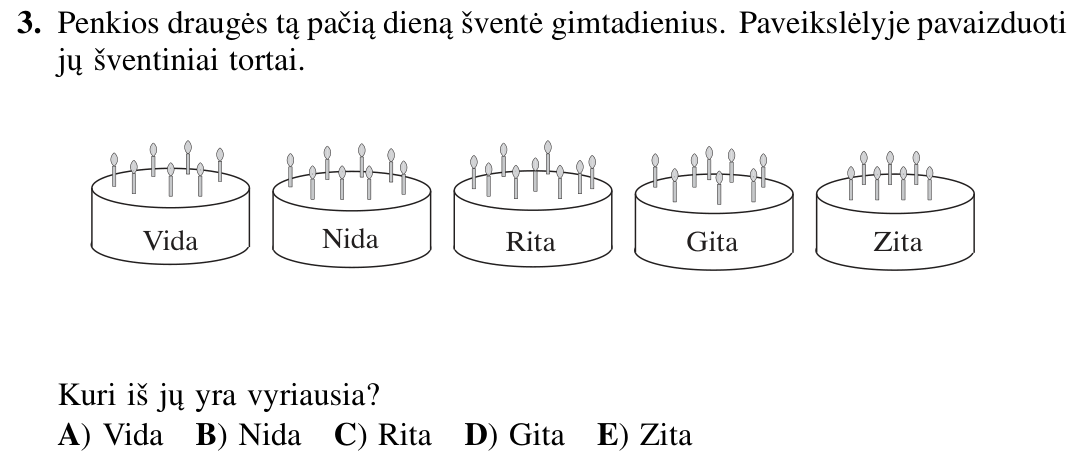 3. Penkios draugės tą pačią dieną šventė gimtadienius. Paveikslėlyje pavaizduoti
jų šventiniai tortai.
Vida Nida Rita Gita Zita
Kuri iš jų yra vyriausia?
A) Vida B) Nida C) Rita D) Gita E) Zita